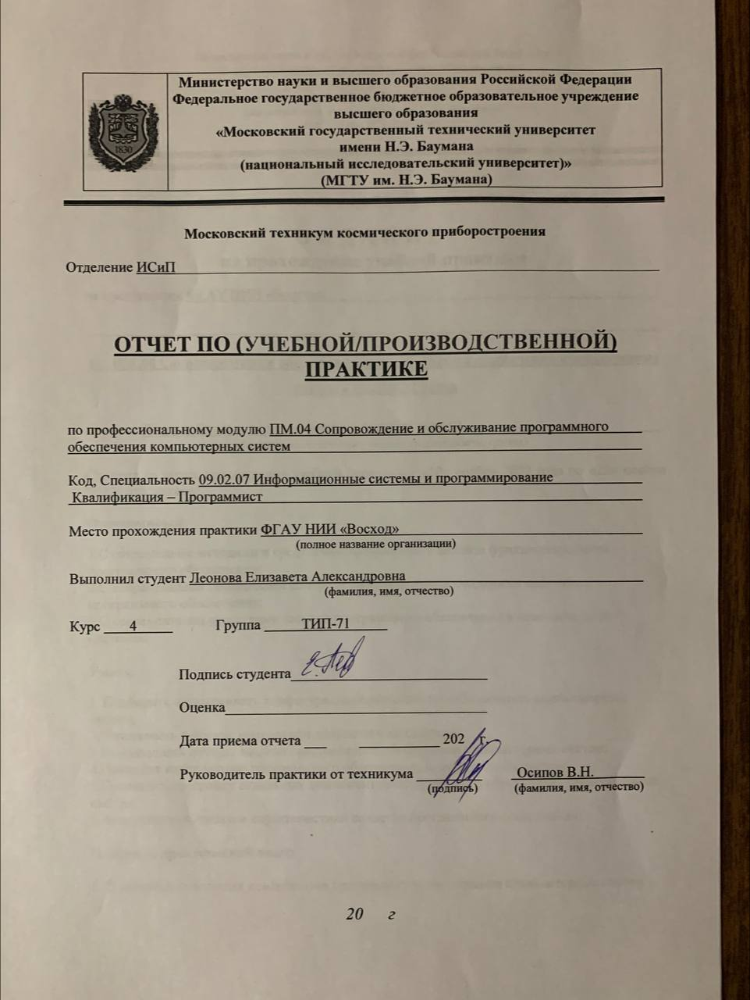 Министерство науки и высшего образования Российской Федерации
Федеральное государственное бюджетное образовательное учреждение
высшего образования
«Московский государственный технический университет
имени Н.Э. Баумана
(национальный исследовательский университет)»
(МГТУ им. Н.Э. Баумана)
1830
Московский техникум космического приборостроения
Отделение ИСиП
ОТЧЕТ ПО (УЧЕБНОЙ/ПРОИЗВОДСТВЕННОЙ)
ПРАКТИКЕ
по профессиональному модулю ПМ.04 Сопровождение и обслуживание программного
обеспечения компьютерных систем
Код, Специальность 09.02.07 Информационные системы и программирование
Квалификация – Программист
Место прохождения практики ФГАУ НИИ «Восход»
(полное название организации)
Выполнил студент Леонова Елизавета Александровна
(фамилия, имя, отчество)
Курс 4 Группа ТИП-71
Подпись студента
Оценка
Дата приема отчета ___ ___ 202 г.
Руководитель практики от техникума Осипов В.Н.
(подпись) (фамилия, имя, отчество)
20 г